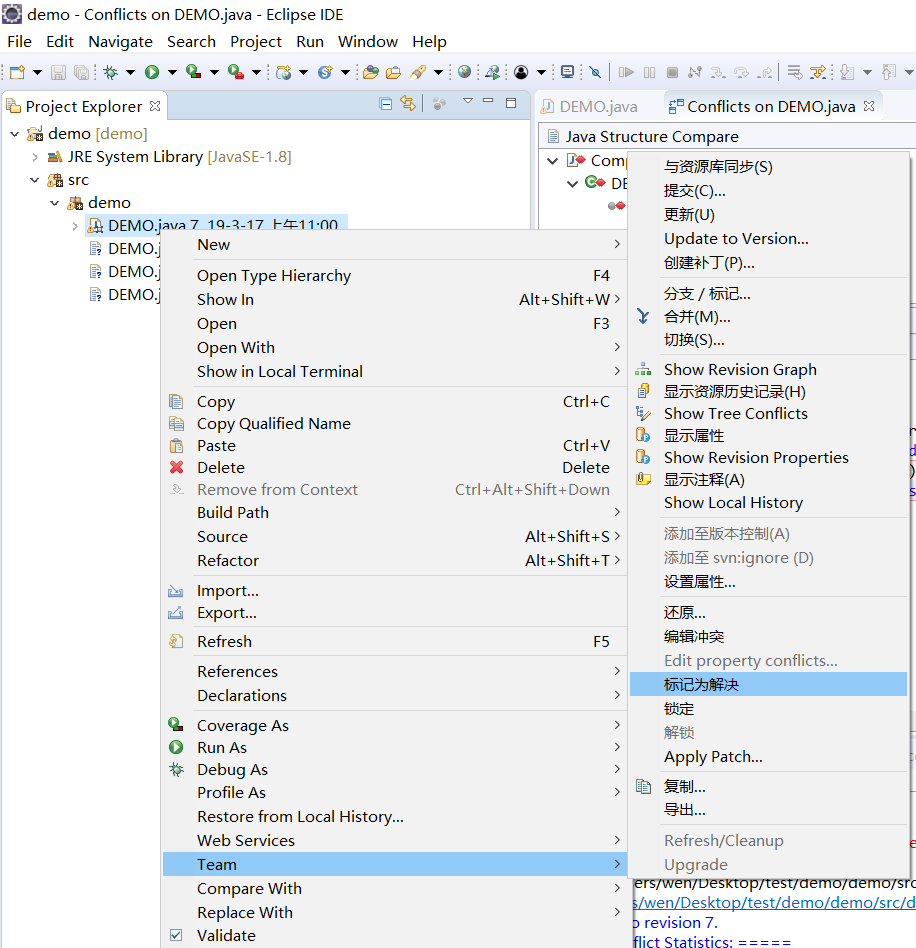 demo - Conflicts on DEMO.java - Eclipse IDE
File Edit Navigate Search Project Run Window Help
Project Explorer
DEMO.java
Conflicts on DEMO.java
demo [demo]
JRE System Library [JavaSE-1.8]
src
demo
DEMO.java 7 19-3-17 上午11:00
DEMO.j
DEMO.j
DEMO.j
Java Structure Compare
Comp
DE
New
Open Type Hierarchy F4
Show In Alt+Shift+W
Open F3
Open With
Show in Local Terminal
Copy Ctrl+C
Copy Qualified Name
Paste Ctrl+V
Delete Delete
Remove from Context Ctrl+Alt+Shift+Down
Build Path
Source Alt+Shift+S
Refactor Alt+Shift+T
Import...
Export...
Refresh F5
References
Declarations
Coverage As
Run As
Debug As
Profile As
Restore from Local History...
Web Services
Team
Compare With
Replace With
Validate
与资源库同步(S)
提交(C)...
更新(U)
Update to Version...
创建补丁(P)...
分支 / 标记...
合并(M)...
切换(S)...
Show Revision Graph
显示资源历史记录(H)
Show Tree Conflicts
显示属性
Show Revision Properties
显示注释(A)
Show Local History
添加至版本控制(A)
添加至 svn:ignore (D)
设置属性...
还原...
编辑冲突
Edit property conflicts...
标记为解决
锁定
解锁
Apply Patch...
复制...
导出...
Refresh/Cleanup
Upgrade
ers/wen/Desktop/test/demo/demo/src
s/wen/Desktop/test/demo/demo/src/d
o revision 7.
flict Statistics: =====